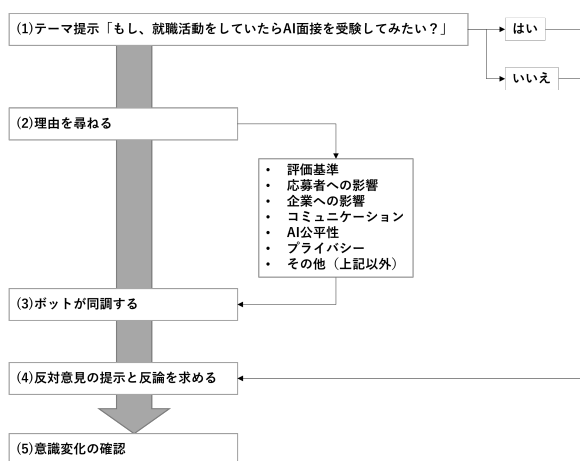 (1)テーマ提示「もし、就職活動をしていたらAI面接を受験してみたい？」
はい
いいえ
(2)理由を尋ねる
• 評価基準
• 応募者への影響
• 企業への影響
• コミュニケーション
• AI公平性
• プライバシー
• その他（上記以外）
(3)ボットが同調する
(4)反対意見の提示と反論を求める
(5)意識変化の確認